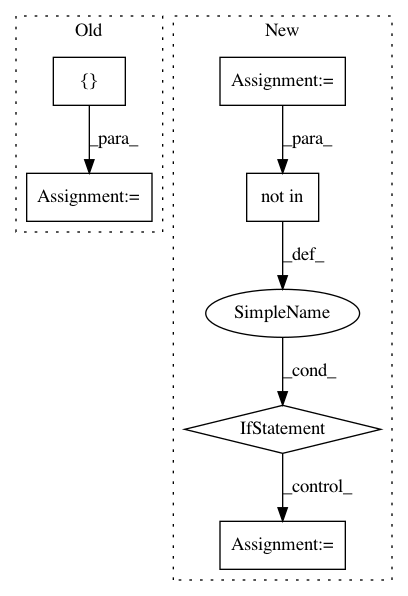 Old
{}
_para_
Assignment:=
New
Assignment:=
_para_
not in
_def_
SimpleName
_cond_
IfStatement
_control_
Assignment:=